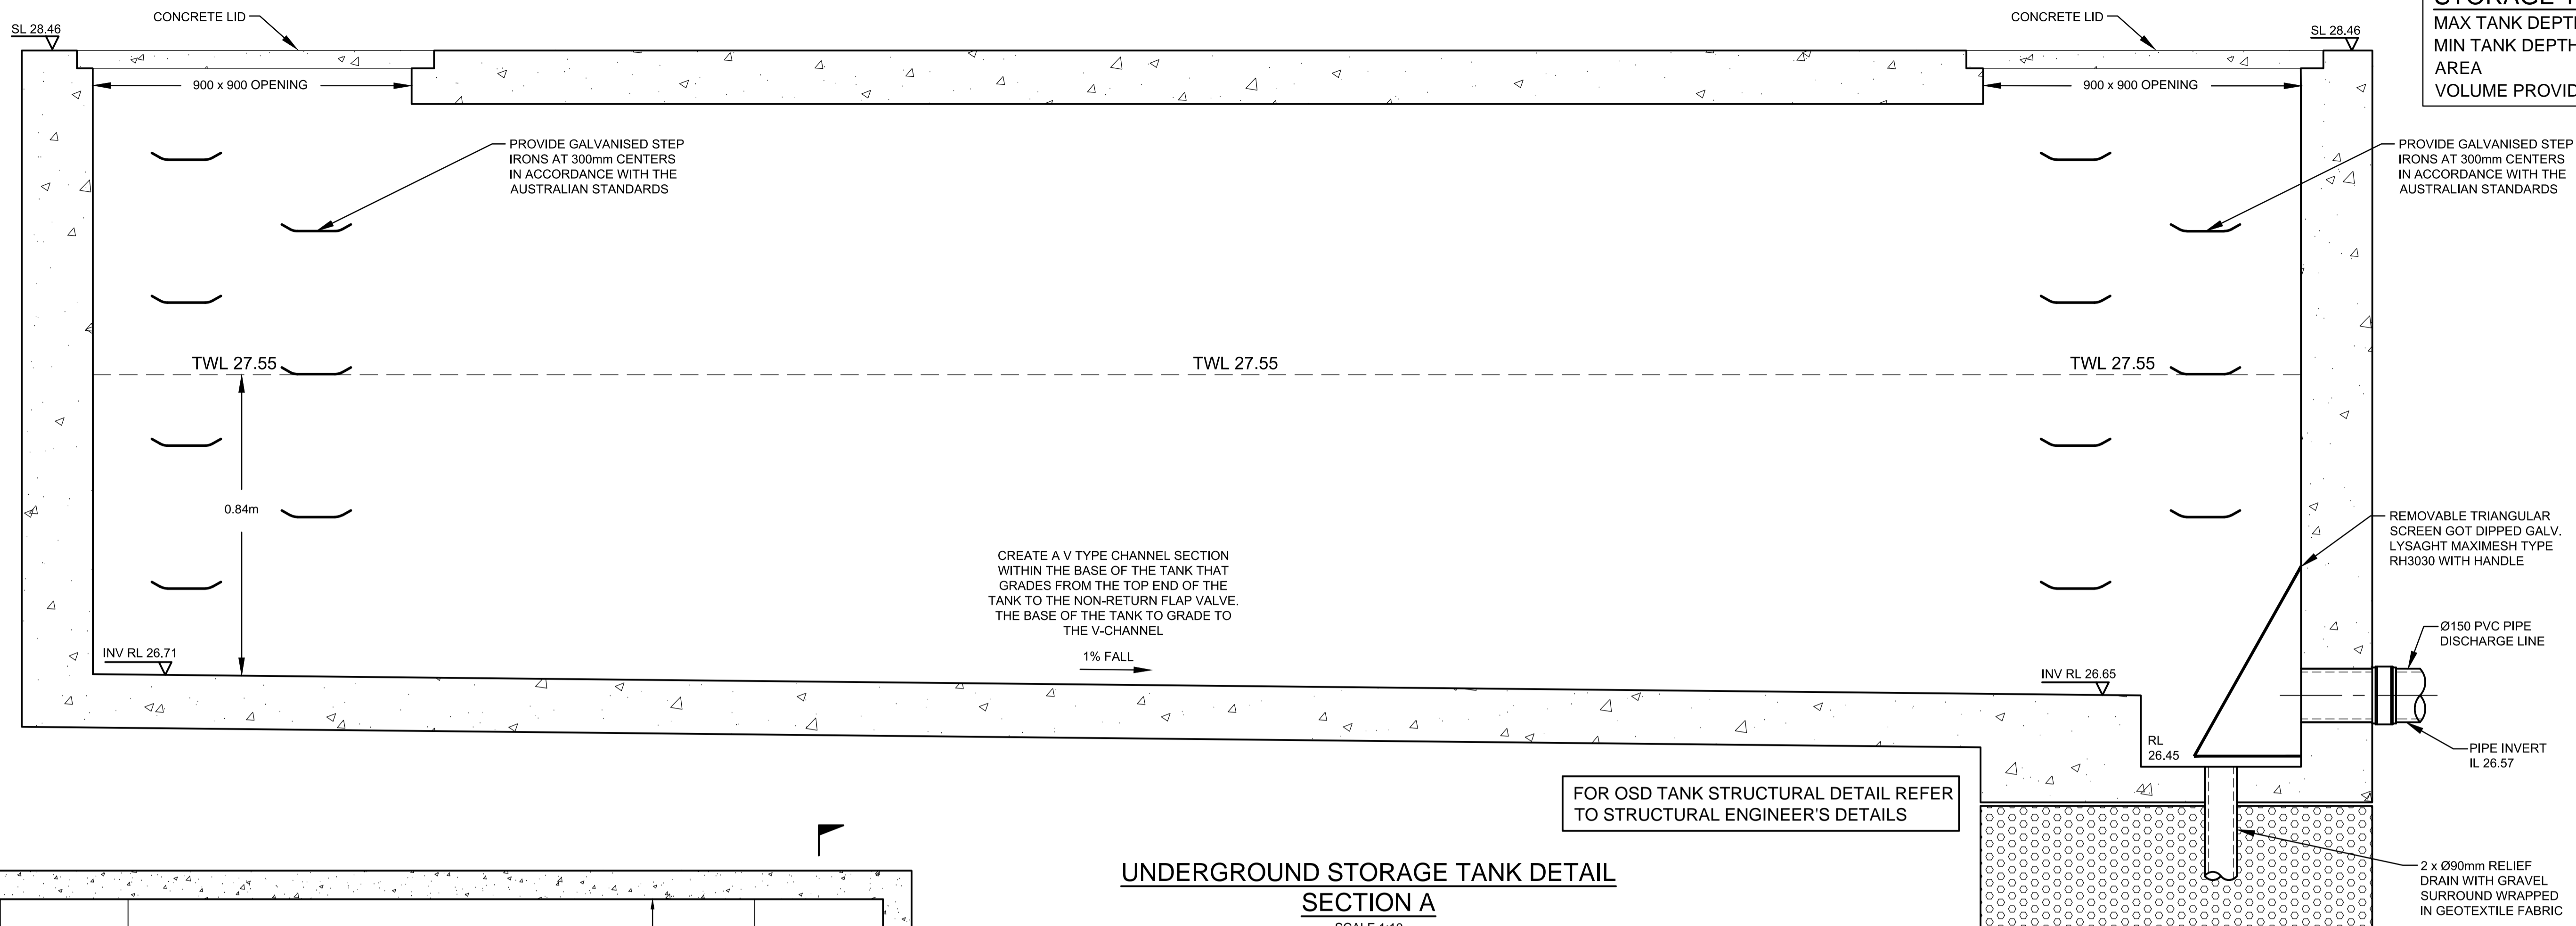 CONCRETE LID
SL 28.46
900 x 900 OPENING
PROVIDE GALVANISED STEP
IRONS AT 300mm CENTERS
IN ACCORDANCE WITH THE
AUSTRALIAN STANDARDS
CONCRETE LID
SL 28.46
900 x 900 OPENING
MAX TANK DEPTH
MIN TANK DEPTH
AREA
VOLUME
PROVIDE GALVANISED STEP
IRONS AT 300mm CENTERS
IN ACCORDANCE WITH THE
AUSTRALIAN STANDARDS
TWL 27.55
TWL 27.55
TWL 27.55
0.84m
CREATE A V TYPE CHANNEL SECTION
WITHIN THE BASE OF THE TANK THAT
GRADES FROM THE TOP END OF THE
TANK TO THE NON-RETURN FLAP VALVE.
THE BASE OF THE TANK TO GRADE TO
THE V-CHANNEL
1% FALL
INV RL 26.71
INV RL 26.65
REMOVABLE TRIANGULAR
SCREEN GOT DIPPED GALV.
LYSAGHT MAXIMESH TYPE
RH3030 WITH HANDLE
Ø150 PVC PIPE
DISCHARGE LINE
PIPE INVERT
IL 26.57
RL
26.45
FOR OSD TANK STRUCTURAL DETAIL REFER
TO STRUCTURAL ENGINEER'S DETAILS
2 x Ø90mm RELIEF
DRAIN WITH GRAVEL
SURROUND WRAPPED
IN GEOTEXTILE FABRIC
UNDERGROUND STORAGE TANK DETAIL
SECTION A